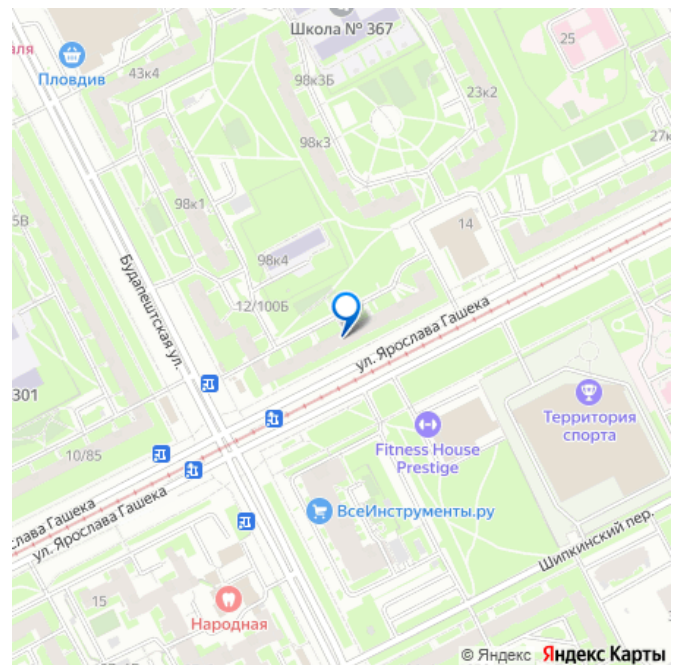 Школа № 367
аля
Пловдив
43к4
25
98к3Б
23к2
98к3
27к
98к1
14
5В
98к4
Будапештская ул.
12/100Б
ул. Ярослава Гашека
301
Территория
спорта
Fitness House
Prestige
10/85
ВсеИнструменты.ру
слава Гашека
ул. Ярослава Гашека
Шипкинский пер.
15
Народная
© Яндекс Яндекс Карты